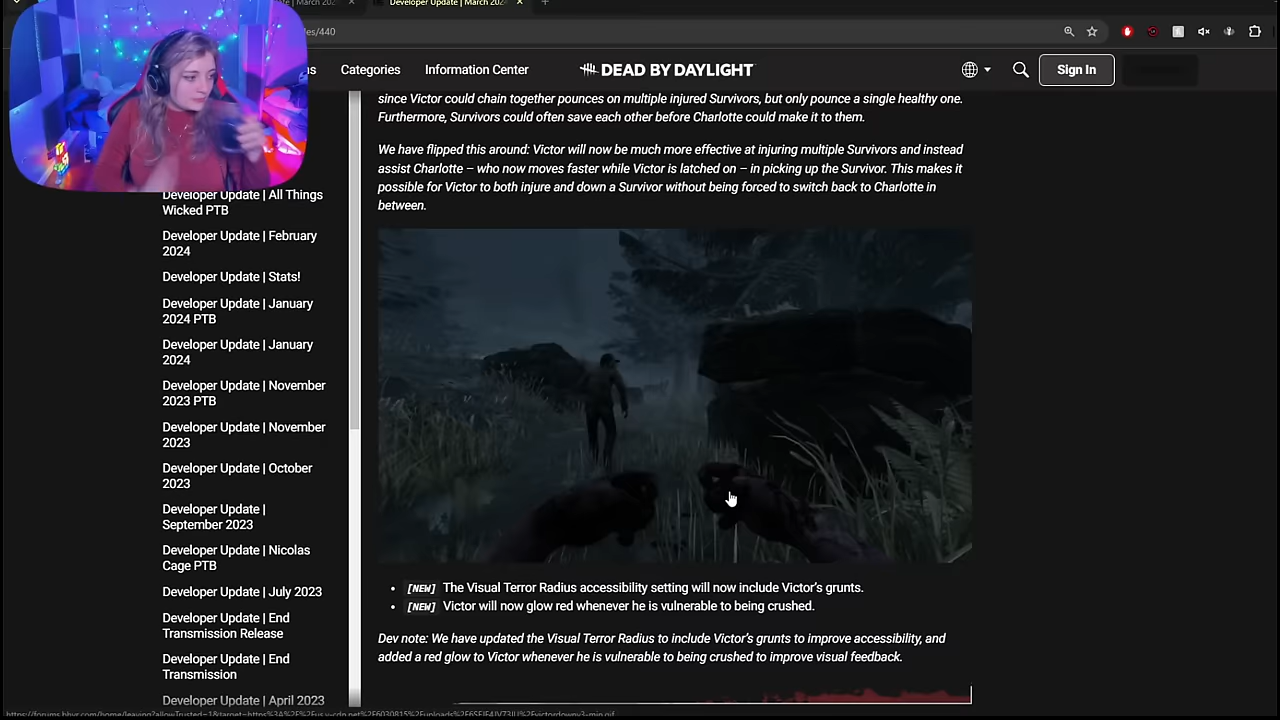 Developer Update | March 2024
es/440
Categories
Information Center
DEAD BY DAYLIGHT
Sign In
since Victor could chain together pounces on multiple injured Survivors, but only pounce a single healthy one.
Furthermore, Survivors could often save each other before Charlotte could make it to them.
We have flipped this around: Victor will now be much more effective at injuring multiple Survivors and instead
assist Charlotte – who now moves faster while Victor is latched on – in picking up the Survivor. This makes it
possible for Victor to both injure and down a Survivor without being forced to switch back to Charlotte in
between.
Developer Update | All Things
Wicked PTB
Developer Update | February
2024
Developer Update | Stats!
Developer Update | January
2024 PTB
Developer Update | January
2024
Developer Update | November
2023 PTB
Developer Update | November
2023
Developer Update | October
2023
Developer Update |
September 2023
Developer Update | Nicolas
Cage PTB
Developer Update | July 2023
Developer Update | End
Transmission Release
Developer Update | End
Transmission
Developer Update | April 2023
[NEW] The Visual Terror Radius accessibility setting will now include Victor's grunts.
[NEW] Victor will now glow red whenever he is vulnerable to being crushed.
Dev note: We have updated the Visual Terror Radius to include Victor's grunts to improve accessibility, and
added a red glow to Victor whenever he is vulnerable to being crushed to improve visual feedback.